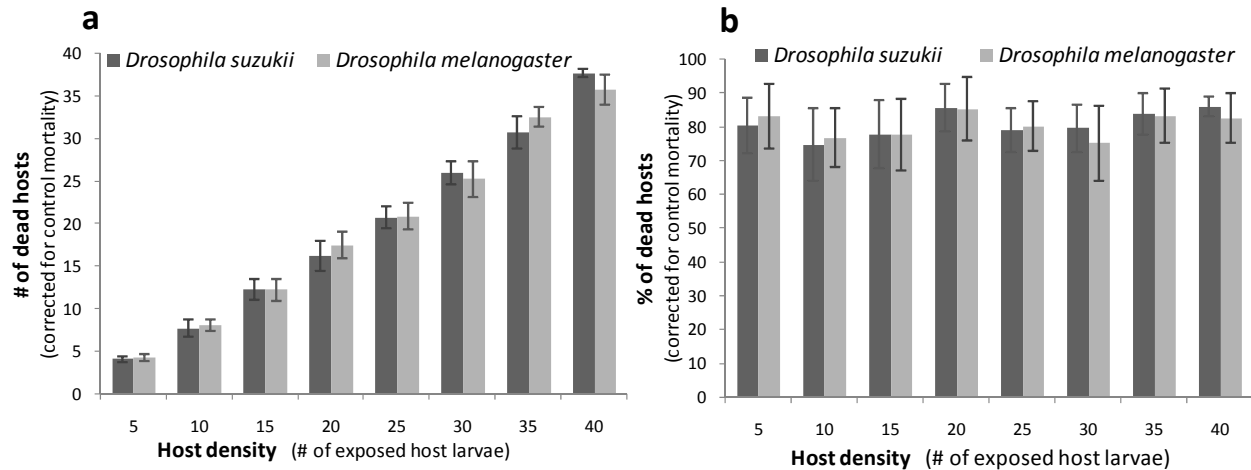 a
40
35
30
25
20
15
10
5
0
# of dead hosts
(corrected for control mortality)
Drosophila suzukii
Drosophila melanogaster
5 10 15 20 25 30 35 40
Host density (# of exposed host larvae)
b
100
90
80
70
60
50
40
30
20
10
0
% of dead hosts
(corrected for control mortality)
Drosophila suzukii
Drosophila melanogaster
5 10 15 20 25 30 35 40
Host density (# of exposed host larvae)